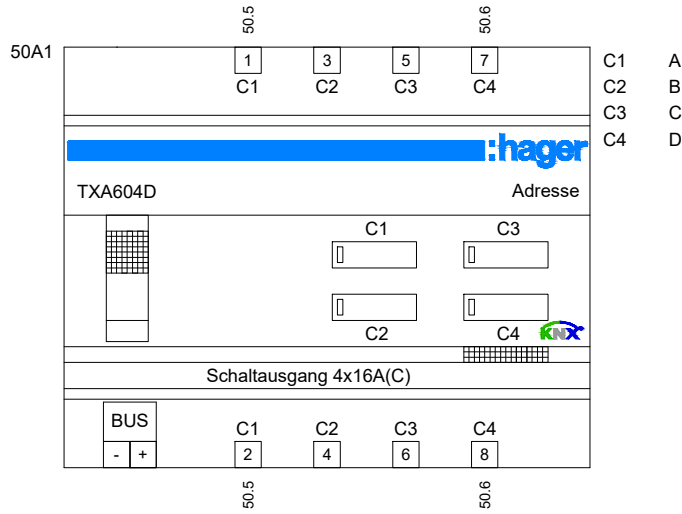 50.5 50.6
50A1
1 3 5 7
C1 C2 C3 C4
C1 A
C2 B
C3 C
C4 D
:hager
TXA604D Adresse
C1 C3
C2 C4
KNX
Schaltausgang 4x16A(C)
BUS
- +
C1 C2 C3 C4
2 4 6 8
50.5 50.6